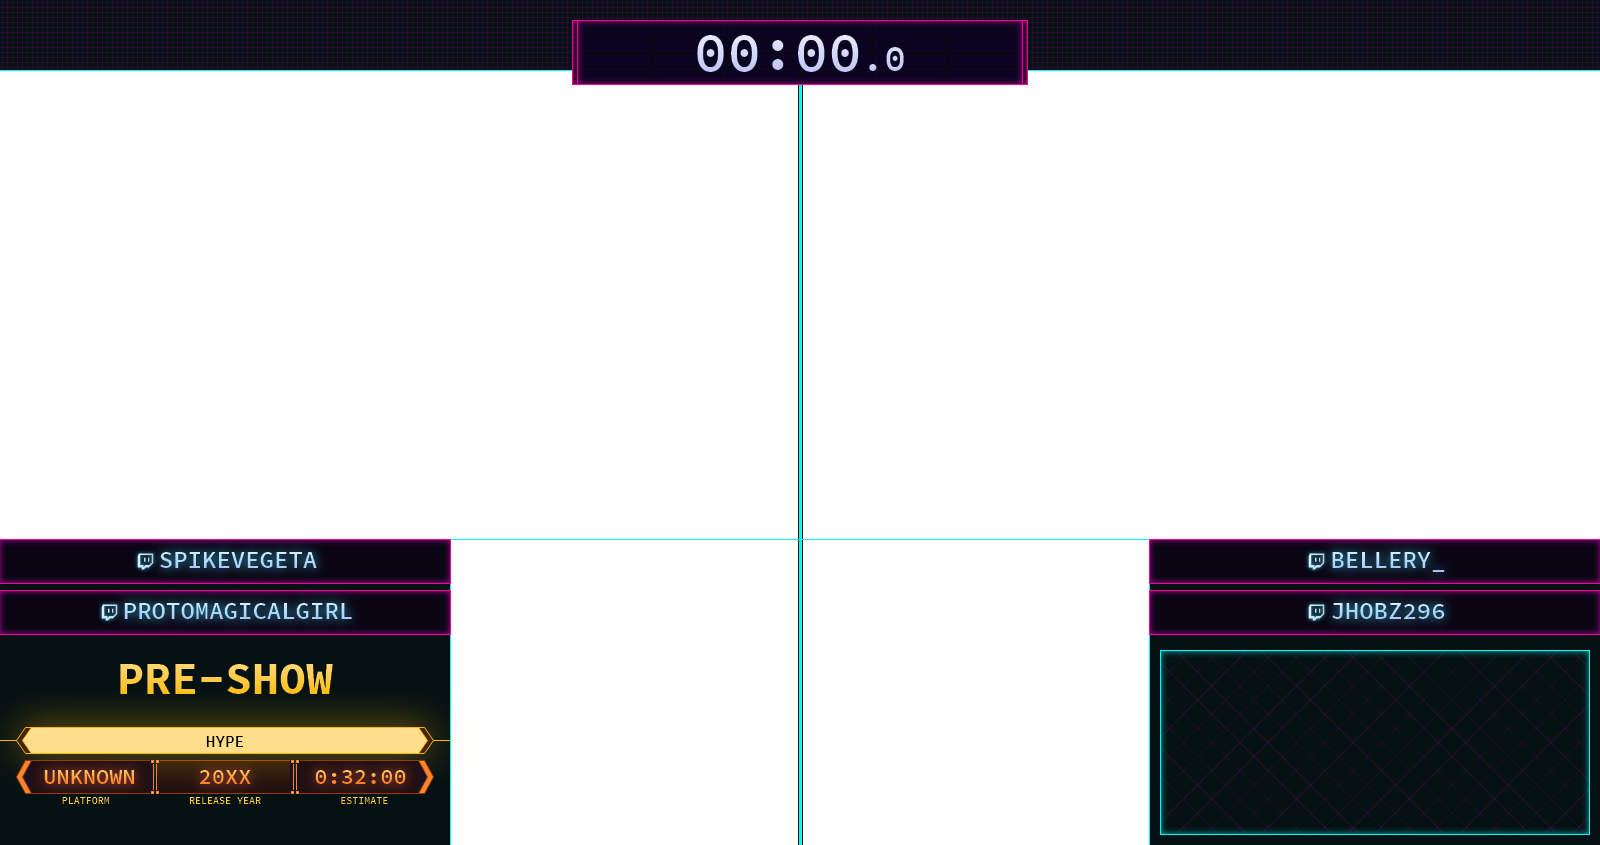 00:00.0
SPIKEVEGETA
PROTOMAGICALGIRL
PRE-SHOW
HYPE
UNKNOWN 20XX 0:32:00
PLATFORM RELEASE YEAR ESTIMATE
BELLERY_
JHOBZ296